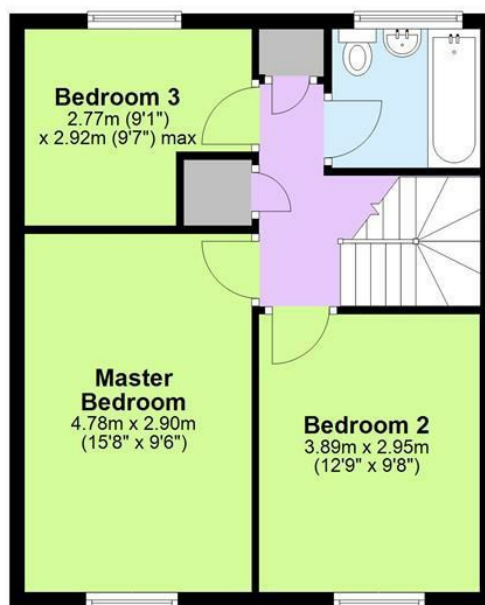 Bedroom 3
2.77m (9'1")
x 2.92m (9'7") max
Master
Bedroom
4.78m x 2.90m
(15'8" x 9'6")
Bedroom 2
3.89m x 2.95m
(12'9" x 9'8")